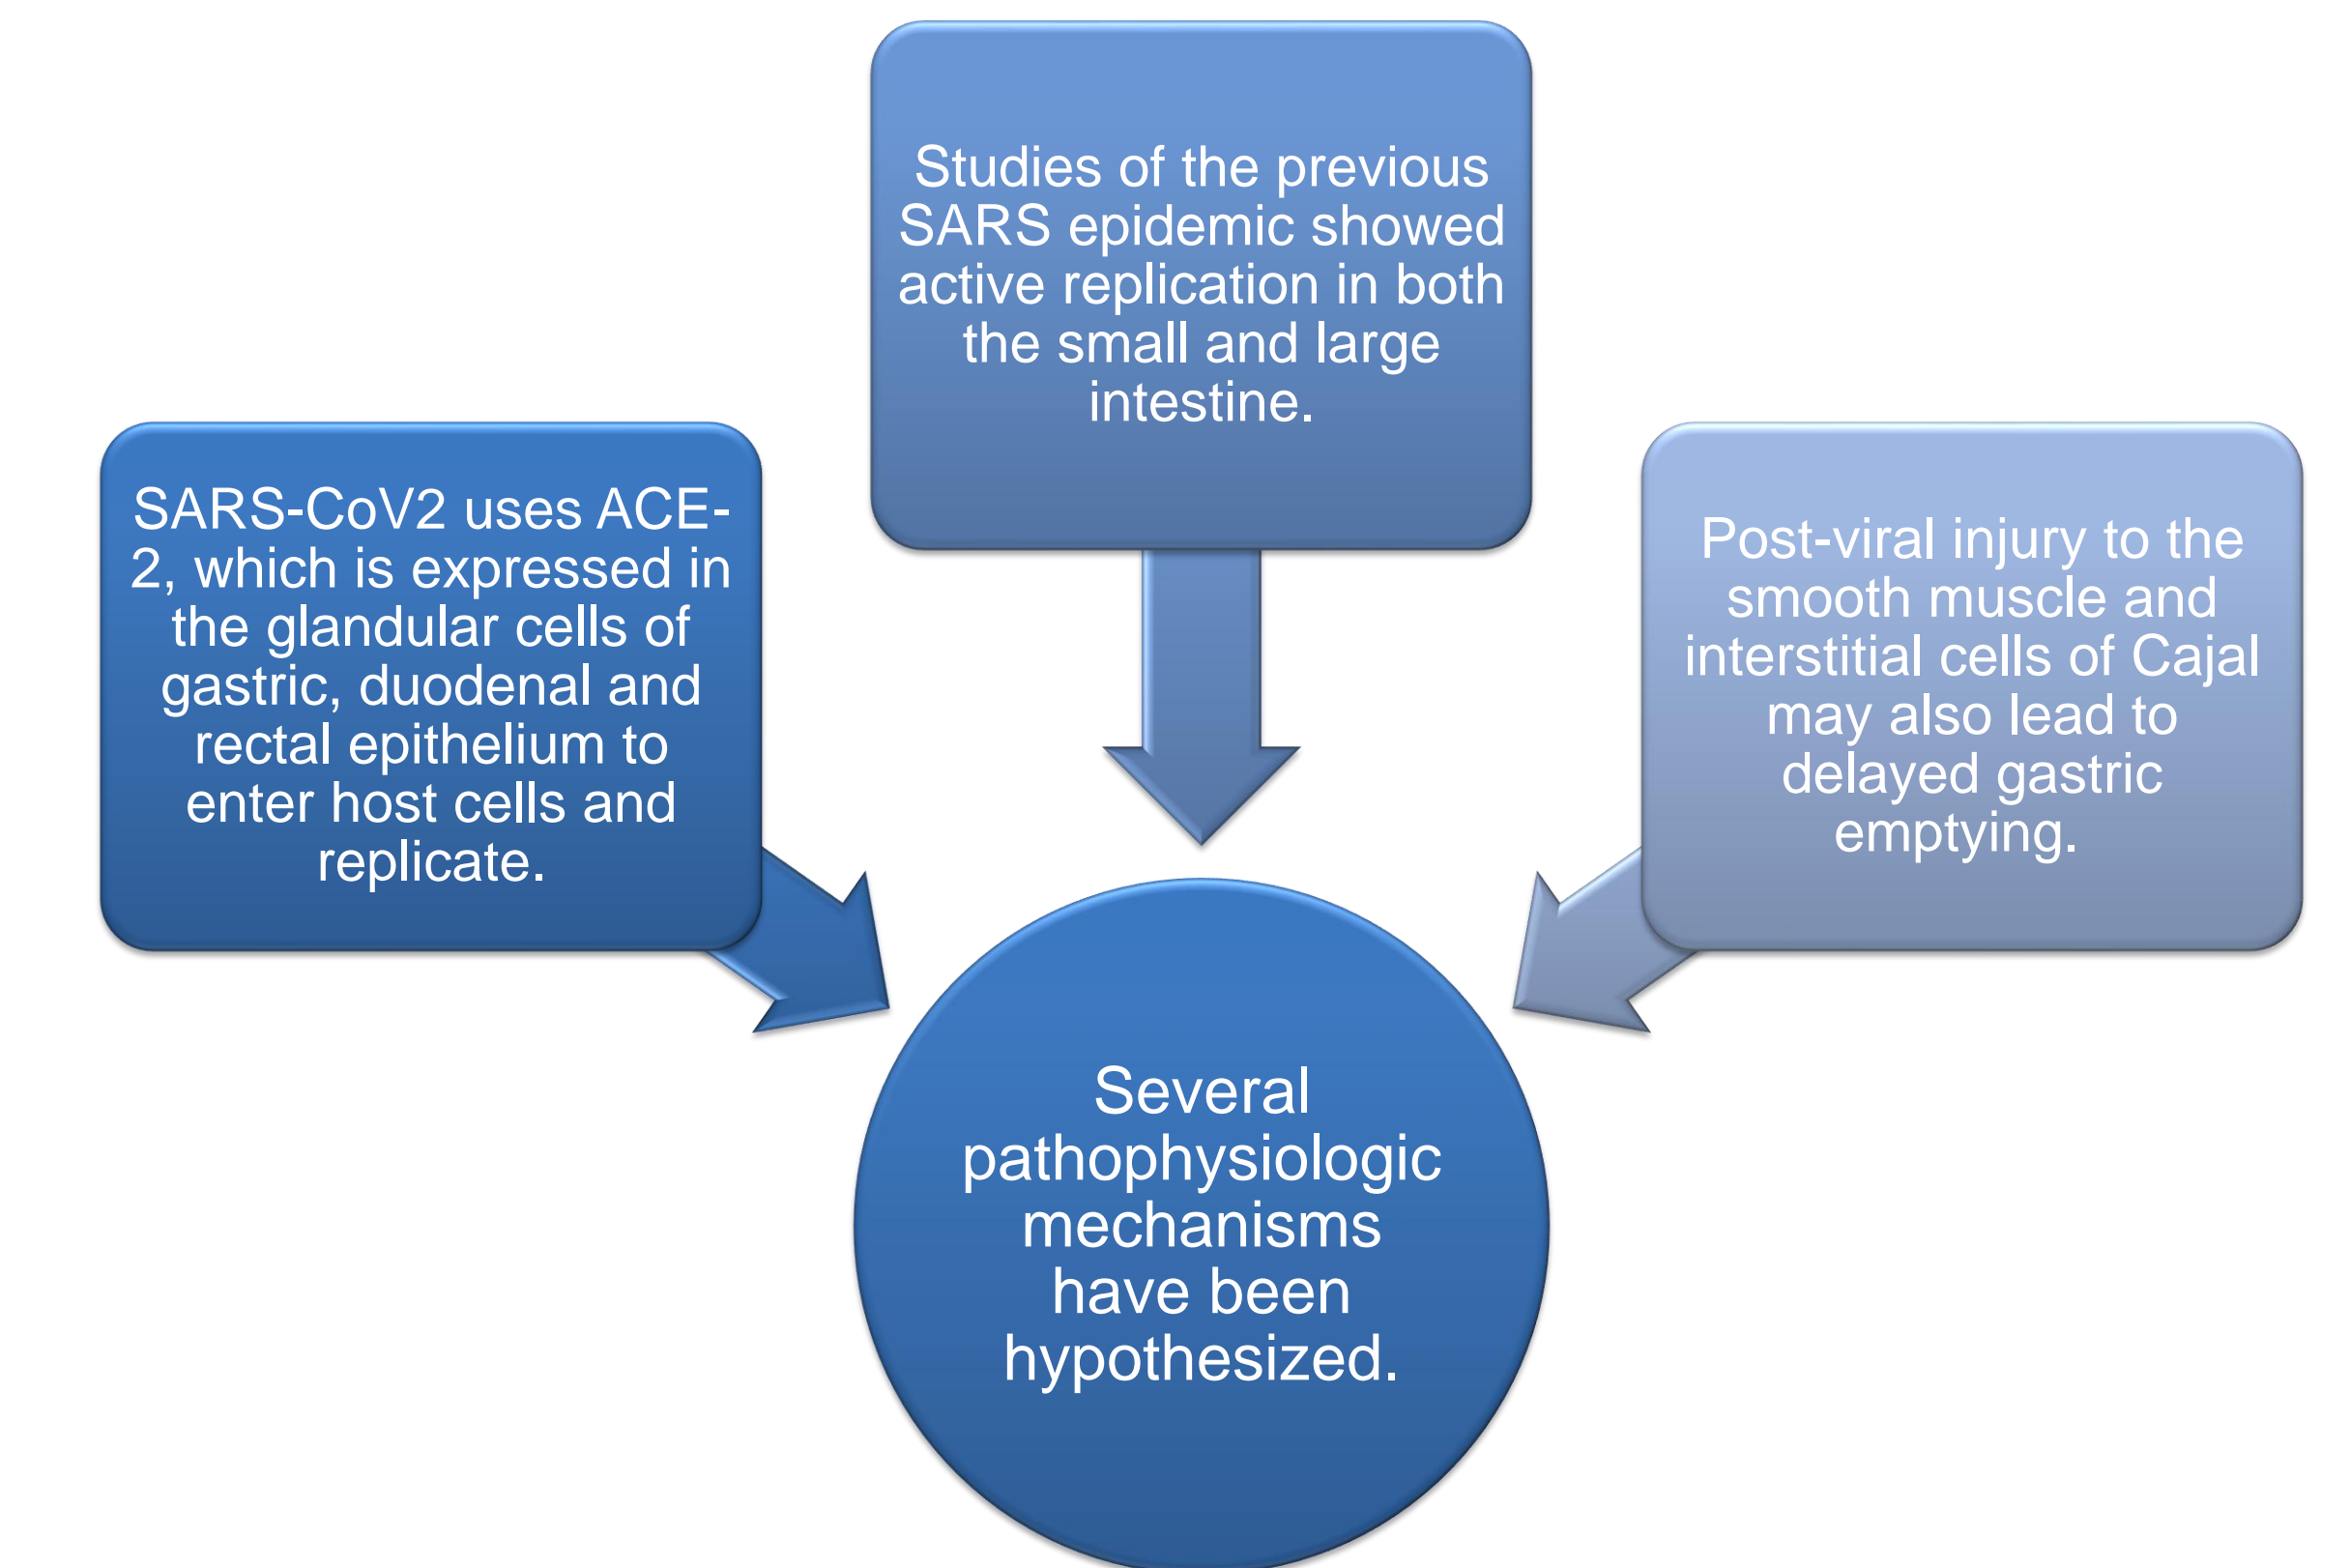 Studies of the previous
SARS epidemic showed
active replication in both
the small and large
intestine.
SARS-CoV2 uses ACE-
2, which is expressed in
the glandular cells of
gastric, duodenal and
rectal epithelium to
enter host cells and
replicate.
Post-viral injury to the
smooth muscle and
interstitial cells of Cajal
may also lead to
delayed gastric
emptying.
Several
pathophysiologic
mechanisms
have been
hypothesized.